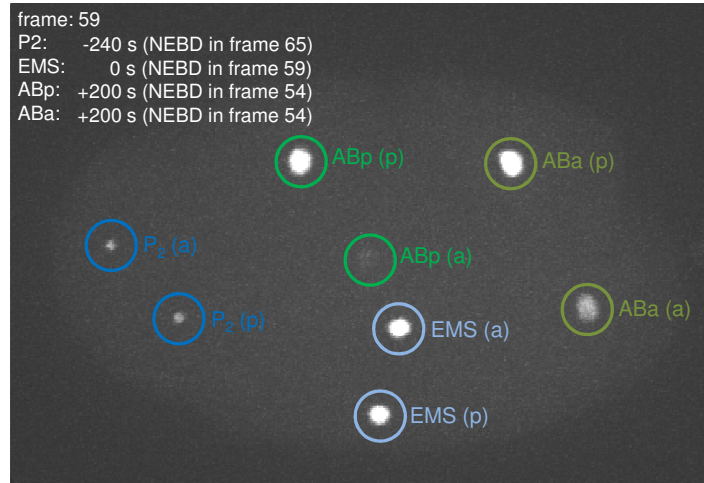 frame: 59
P2: -240 s (NEBD in frame 65)
EMS: 0 s (NEBD in frame 59)
ABp: +200 s (NEBD in frame 54)
ABa: +200 s (NEBD in frame 54)
ABp (p)
ABa (p)
P₂ (a)
ABp (a)
P₂ (p)
EMS (a)
ABa (a)
EMS (p)